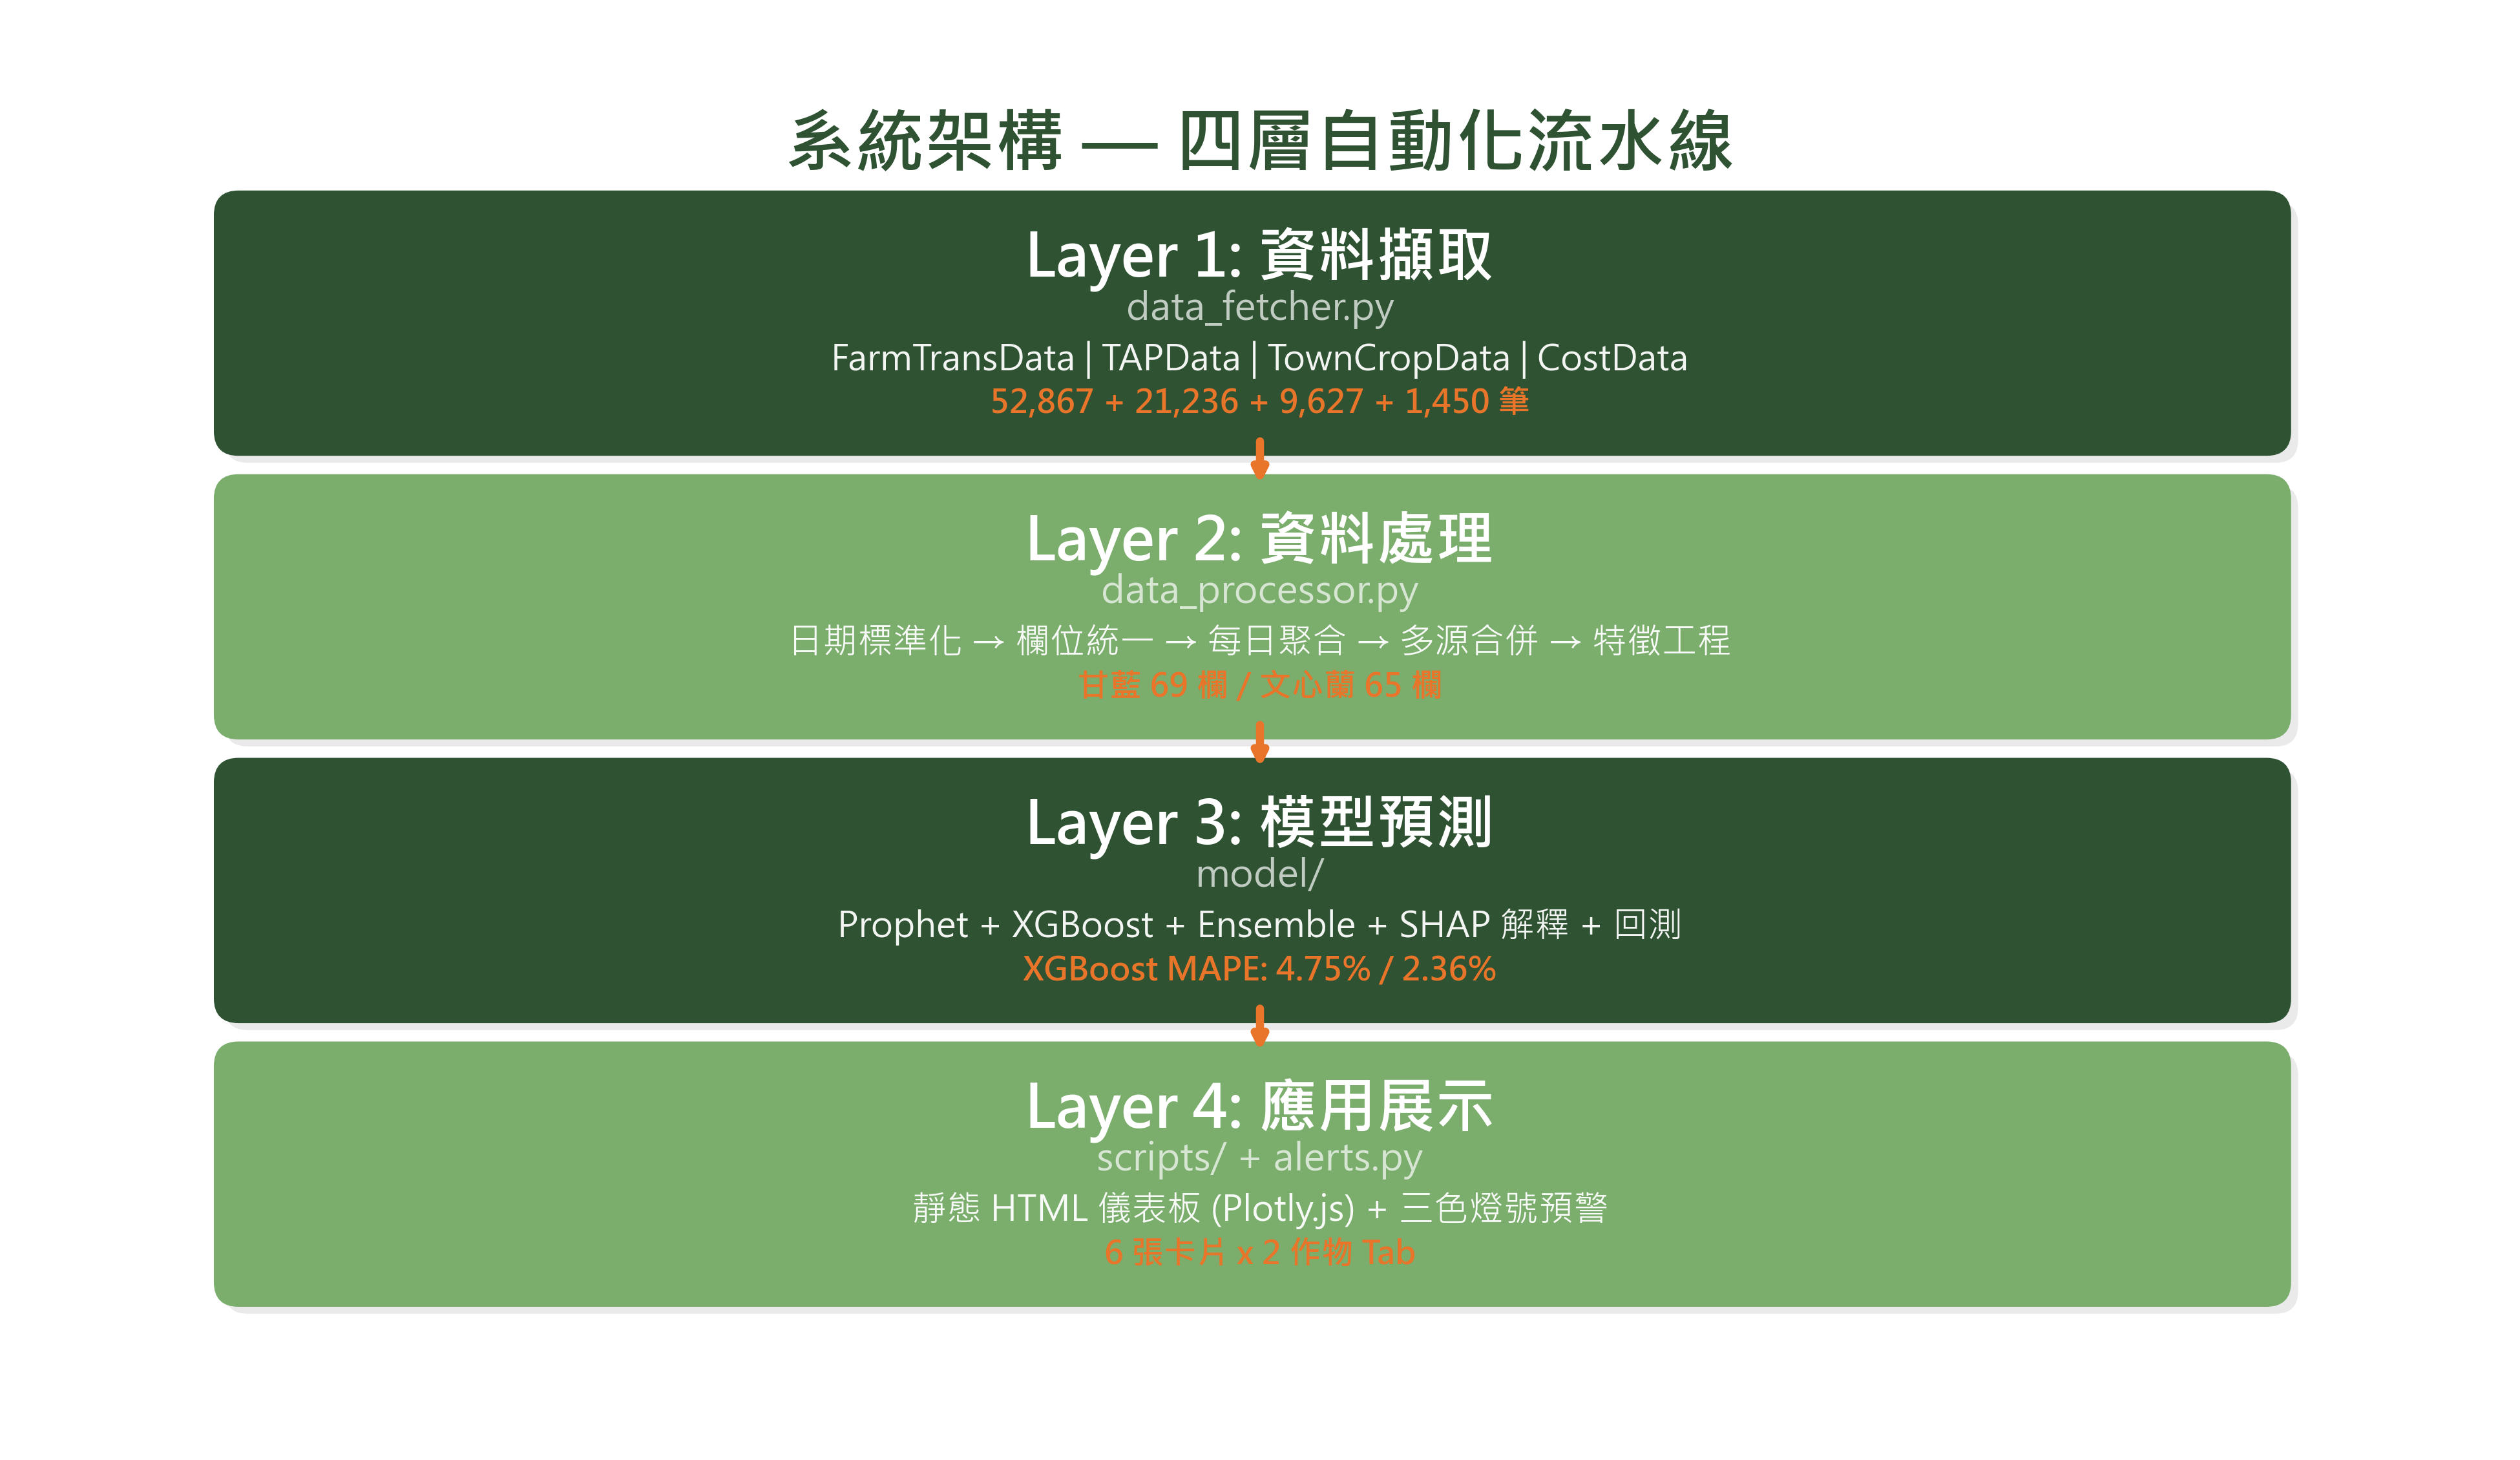 系統架構 — 四層自動化流水線
Layer 1: 資料擷取
data_fetcher.py
FarmTransData | TAPData | TownCropData | CostData
52,867 + 21,236 + 9,627 + 1,450 筆
Layer 2: 資料處理
data_processor.py
日期標準化 → 欄位統一 → 每日聚合 → 多源合併 → 特徵工程
甘藍 69 欄 / 文心蘭 65 欄
Layer 3: 模型預測
model/
Prophet + XGBoost + Ensemble + SHAP 解釋 + 回測
XGBoost MAPE: 4.75% / 2.36%
Layer 4: 應用展示
scripts/ + alerts.py
靜態 HTML 儀表板 (Plotly.js) + 三色燈號預警
6 張卡片 x 2 作物 Tab